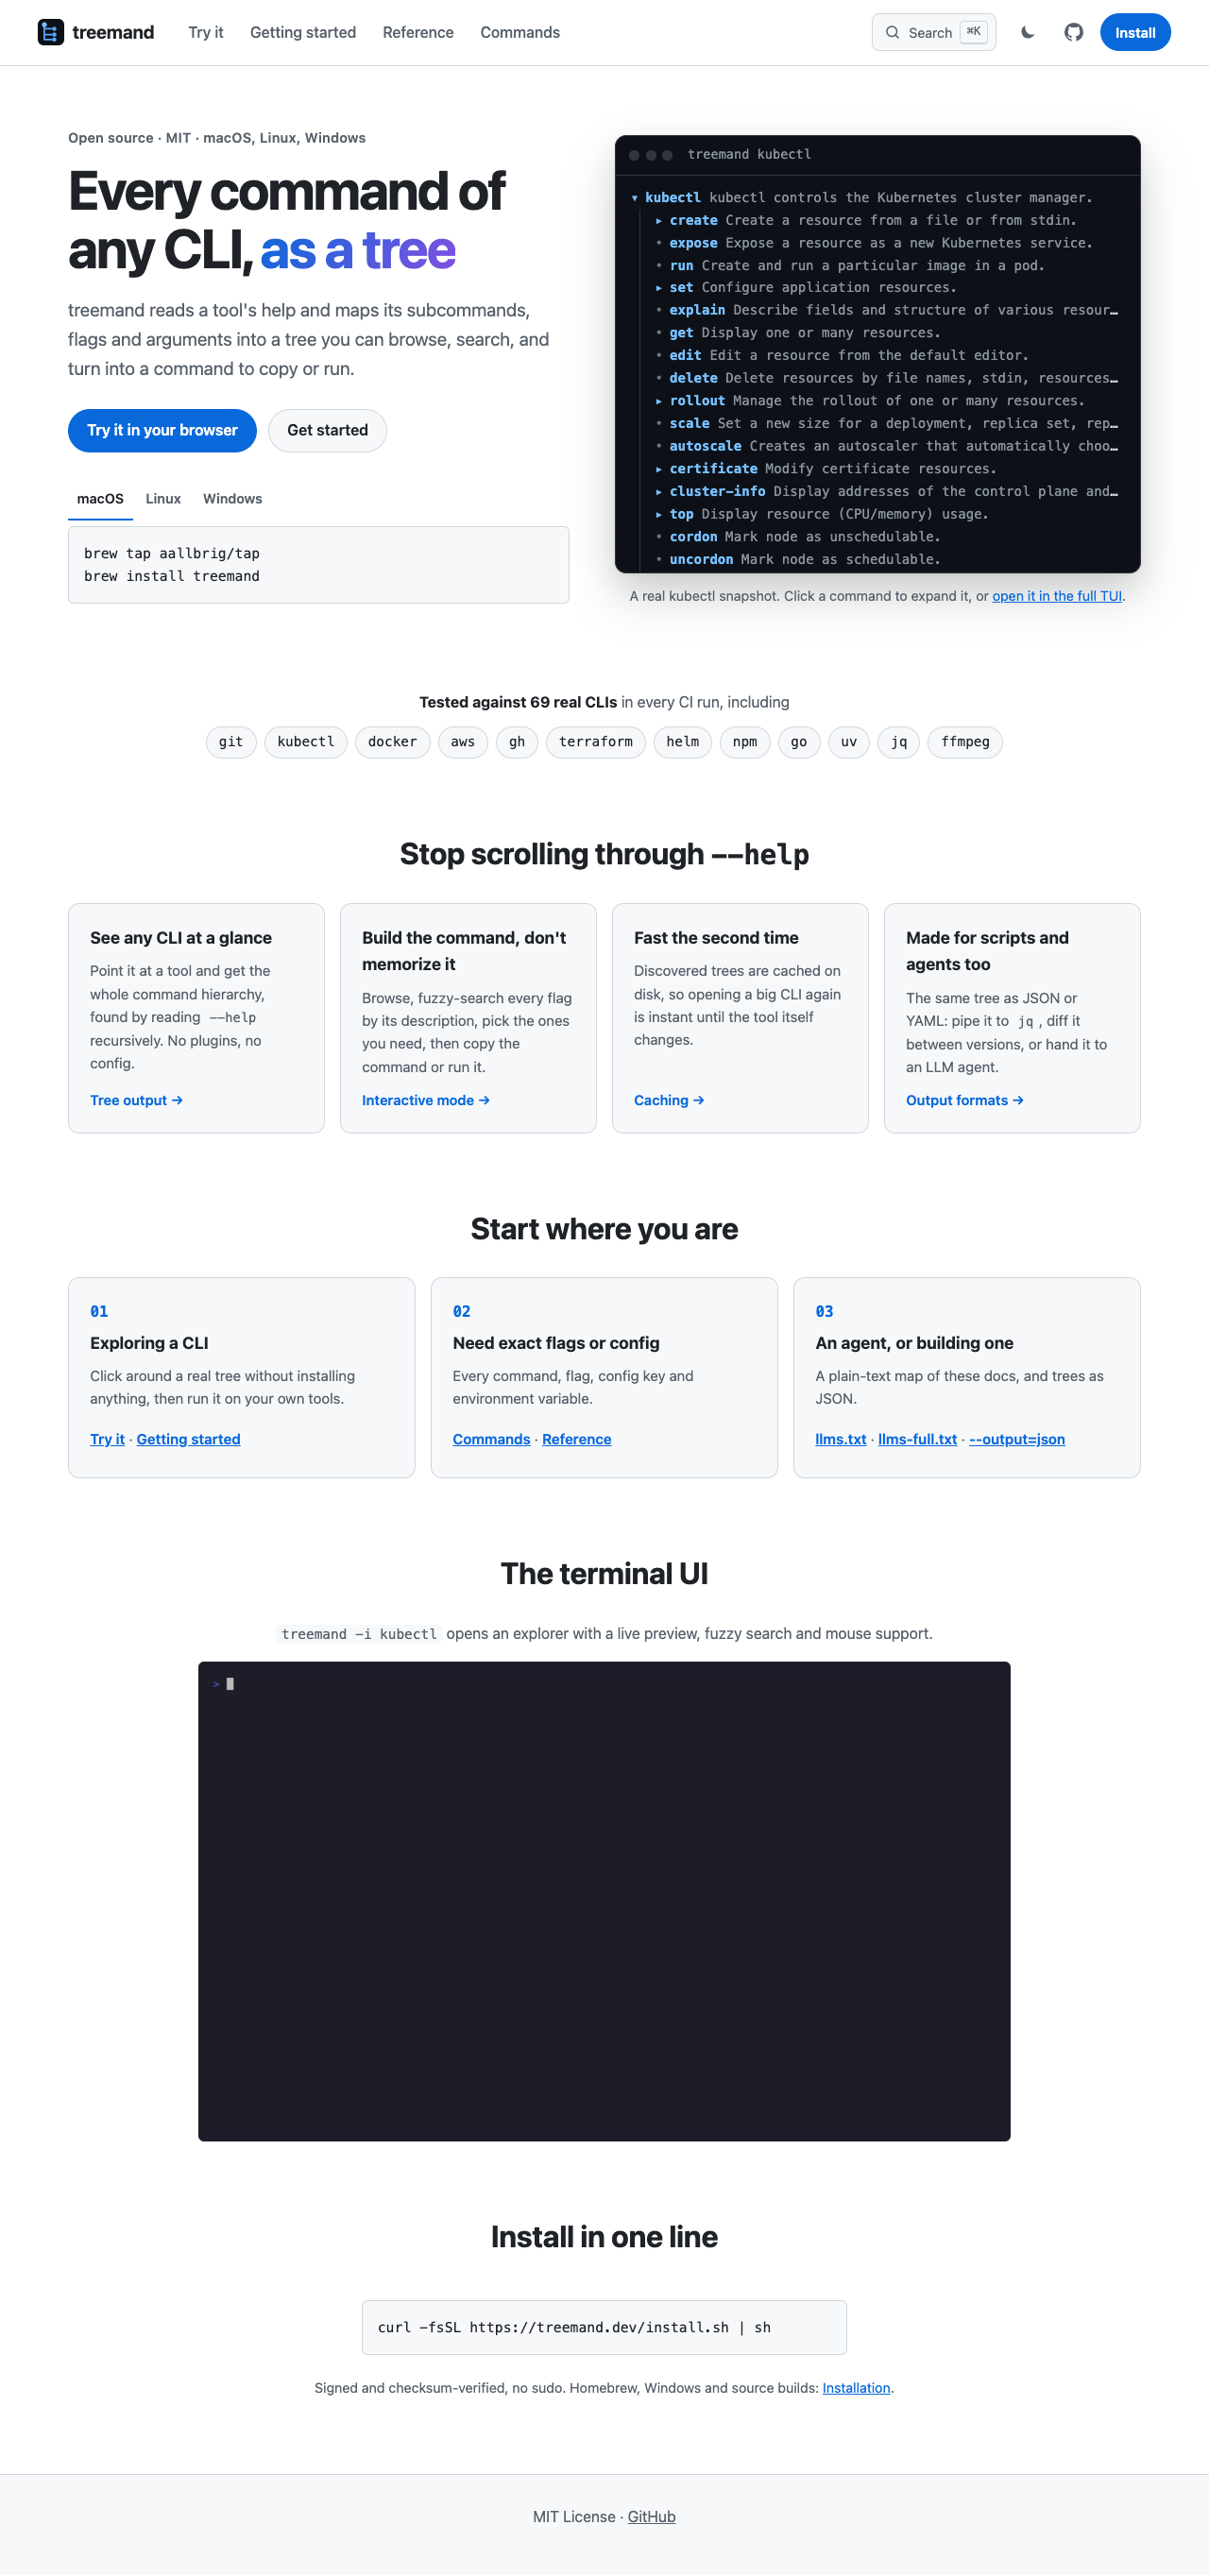 treemand
Try it
Getting started
Reference
Commands
Search ⌘K
Install
Open source · MIT · macOS, Linux, Windows
Every command of
any CLI, as a tree
treemand reads a tool's help and maps its subcommands,
flags and arguments into a tree you can browse, search, and
turn into a command to copy or run.
Try it in your browser
Get started
macOS
Linux
Windows
brew tap aallbrig/tap
brew install treemand
treemand kubectl
▾ kubectl kubectl controls the Kubernetes cluster manager.
▸ create Create a resource from a file or from stdin.
• expose Expose a resource as a new Kubernetes service.
• run Create and run a particular image in a pod.
▸ set Configure application resources.
• explain Describe fields and structure of various resour…
• get Display one or many resources.
• edit Edit a resource from the default editor.
• delete Delete resources by file names, stdin, resources…
▸ rollout Manage the rollout of one or many resources.
• scale Set a new size for a deployment, replica set, rep…
• autoscale Creates an autoscaler that automatically choo…
▸ certificate Modify certificate resources.
▸ cluster-info Display addresses of the control plane and…
▸ top Display resource (CPU/memory) usage.
• cordon Mark node as unschedulable.
• uncordon Mark node as schedulable.
A real kubectl snapshot. Click a command to expand it, or open it in the full TUI.
Tested against 69 real CLIs in every CI run, including
git
kubectl
docker
aws
gh
terraform
helm
npm
go
uv
jq
ffmpeg
Stop scrolling through --help
See any CLI at a glance
Point it at a tool and get the
whole command hierarchy,
found by reading --help
recursively. No plugins, no
config.
Tree output →
Build the command, don't
memorize it
Browse, fuzzy-search every flag
by its description, pick the ones
you need, then copy the
command or run it.
Interactive mode →
Fast the second time
Discovered trees are cached on
disk, so opening a big CLI again
is instant until the tool itself
changes.
Caching →
Made for scripts and
agents too
The same tree as JSON or
YAML: pipe it to jq , diff it
between versions, or hand it to
an LLM agent.
Output formats →
Start where you are
01
Exploring a CLI
Click around a real tree without installing
anything, then run it on your own tools.
Try it · Getting started
02
Need exact flags or config
Every command, flag, config key and
environment variable.
Commands · Reference
03
An agent, or building one
A plain-text map of these docs, and trees as
JSON.
llms.txt · llms-full.txt · --output=json
The terminal UI
treemand -i kubectl opens an explorer with a live preview, fuzzy search and mouse support.
>
Install in one line
curl -fsSL https://treemand.dev/install.sh | sh
Signed and checksum-verified, no sudo. Homebrew, Windows and source builds: Installation.
MIT License · GitHub